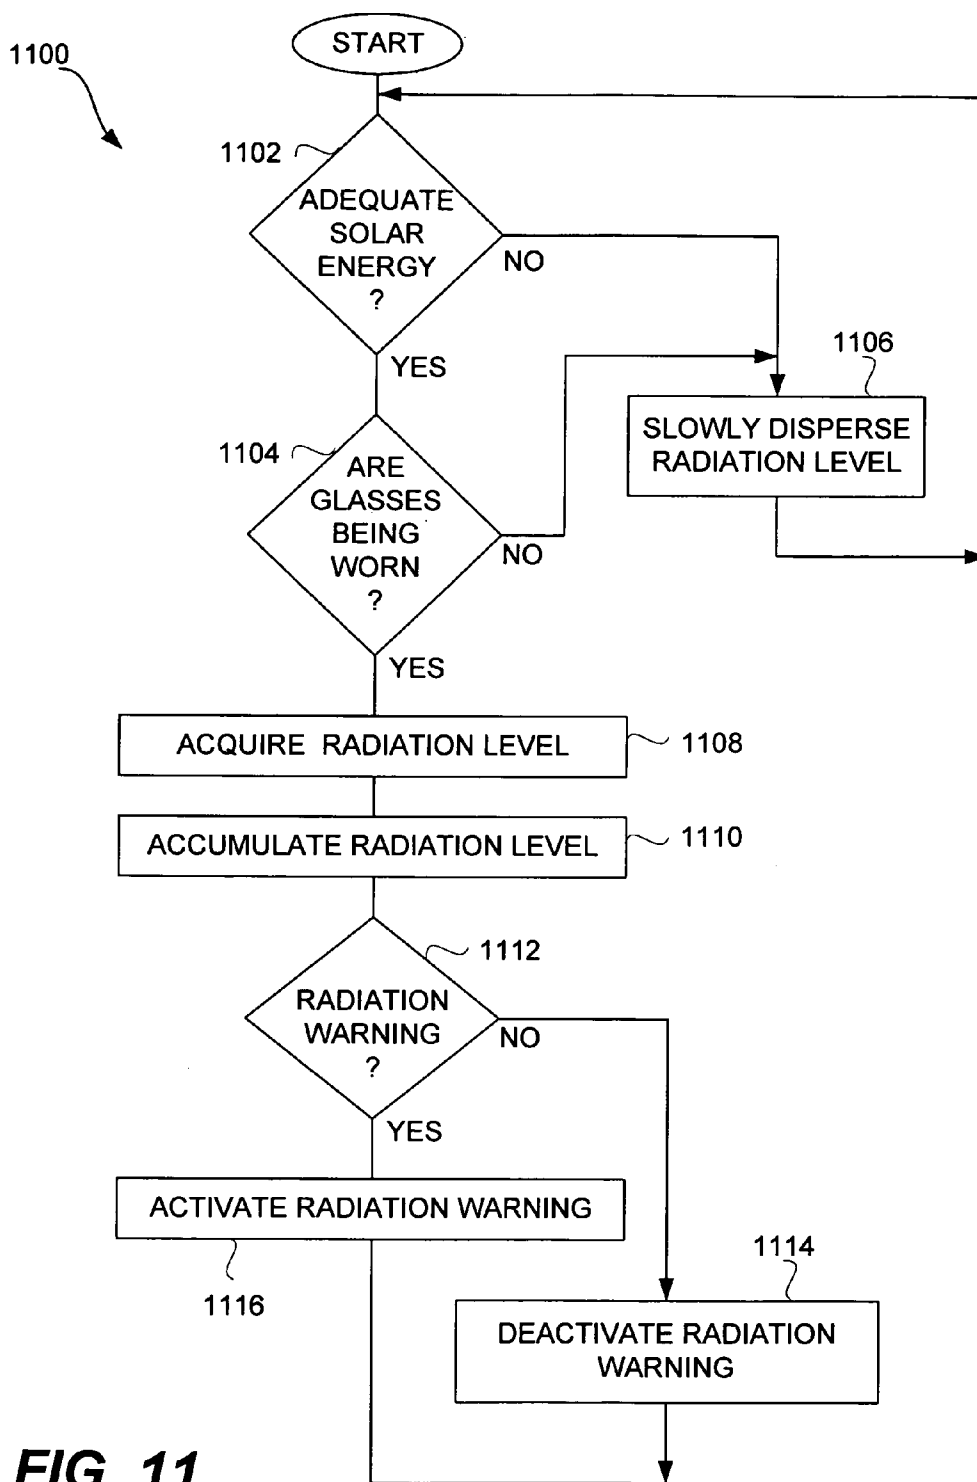 START
1100
1102
ADEQUATE
SOLAR
ENERGY
?
NO
YES
1106
SLOWLY DISPERSE
RADIATION LEVEL
1104
ARE
GLASSES
BEING
WORN
?
NO
YES
ACQUIRE RADIATION LEVEL
1108
ACCUMULATE RADIATION LEVEL
1110
1112
RADIATION
WARNING
?
NO
YES
ACTIVATE RADIATION WARNING
1116
1114
DEACTIVATE RADIATION
WARNING
FIG. 11